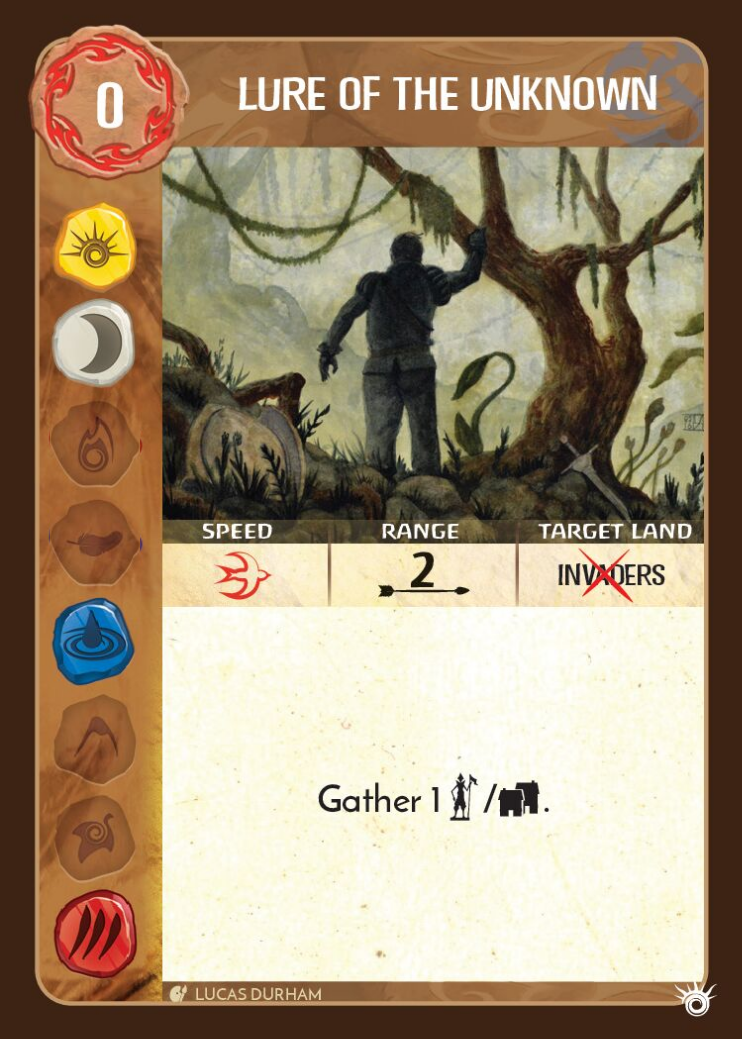 0
LURE OF THE UNKNOWN
SPEED RANGE TARGET LAND
2 INVADERS
Gather 1 / .
LUCAS DURHAM